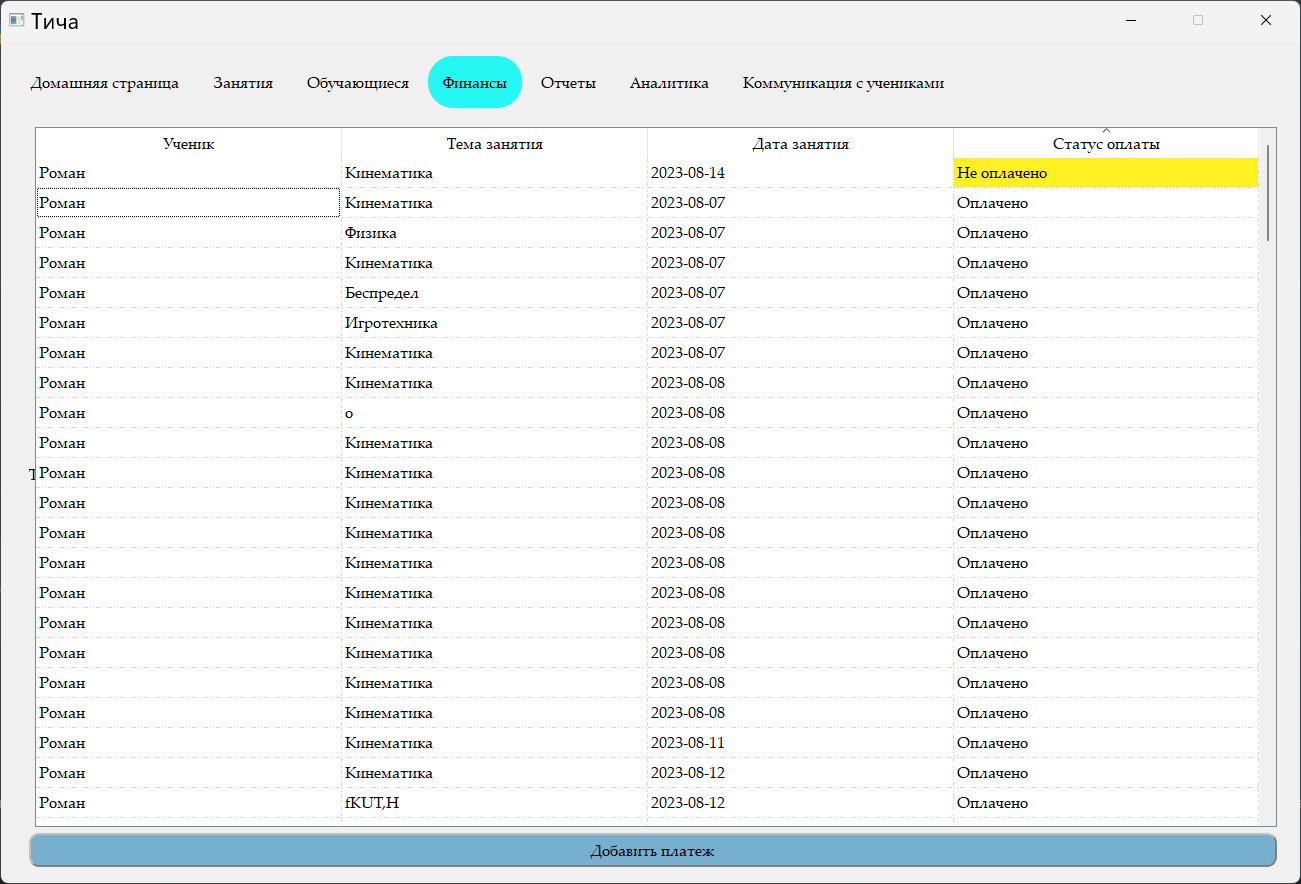 Тича
Домашняя страница Занятия Обучающиеся Финансы Отчеты Аналитика Коммуникация с учениками
Ученик Тема занятия Дата занятия Статус оплаты
Роман Кинематика 2023-08-14 Не оплачено
Роман Кинематика 2023-08-07 Оплачено
Роман Физика 2023-08-07 Оплачено
Роман Кинематика 2023-08-07 Оплачено
Роман Беспредел 2023-08-07 Оплачено
Роман Игротехника 2023-08-07 Оплачено
Роман Кинематика 2023-08-07 Оплачено
Роман Кинематика 2023-08-08 Оплачено
Роман о 2023-08-08 Оплачено
Роман Кинематика 2023-08-08 Оплачено
Роман Кинематика 2023-08-08 Оплачено
Роман Кинематика 2023-08-08 Оплачено
Роман Кинематика 2023-08-08 Оплачено
Роман Кинематика 2023-08-08 Оплачено
Роман Кинематика 2023-08-08 Оплачено
Роман Кинематика 2023-08-08 Оплачено
Роман Кинематика 2023-08-08 Оплачено
Роман Кинематика 2023-08-08 Оплачено
Роман Кинематика 2023-08-08 Оплачено
Роман Кинематика 2023-08-11 Оплачено
Роман Кинематика 2023-08-12 Оплачено
Роман fKUT,H 2023-08-12 Оплачено
Добавить платеж